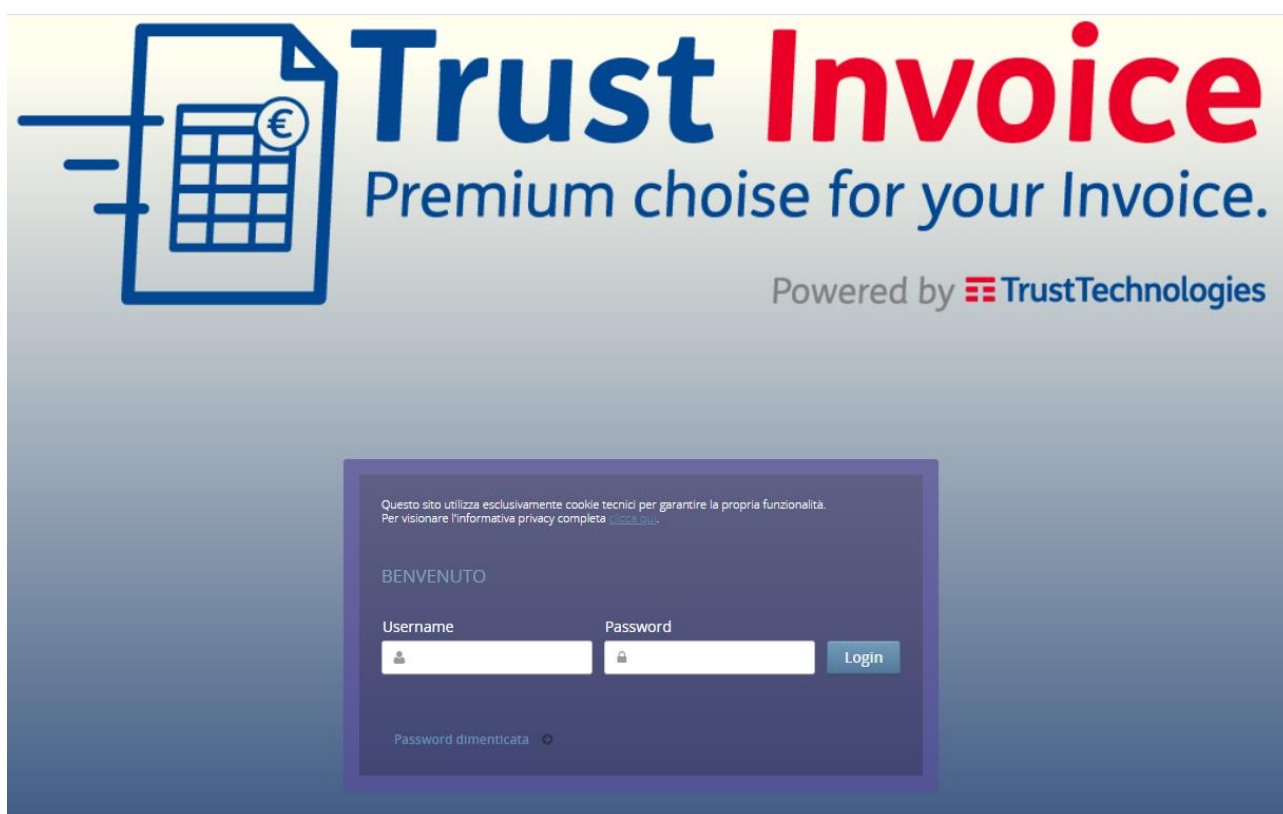 Trust Invoice
Premium choise for your Invoice.
€
Powered by TrustTechnologies
Questo sito utilizza esclusivamente cookie tecnici per garantire la propria funzionalità.
Per visionare l'informativa privacy completa clicca qui.
BENVENUTO
Username Password
Login
Password dimenticata